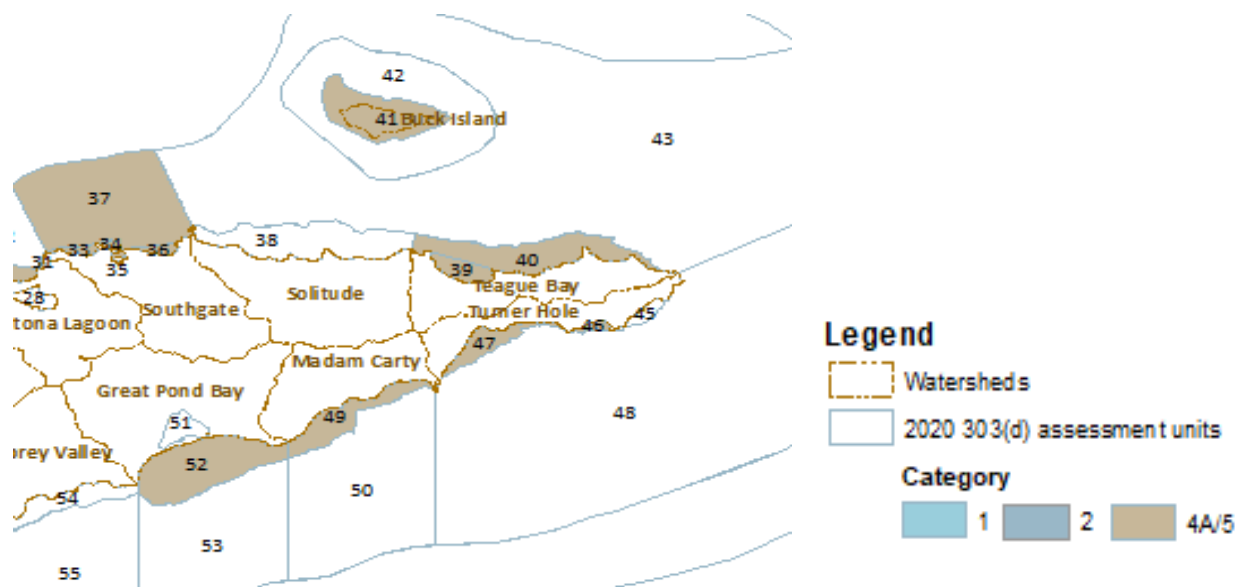 42
41 Buck Island
43
37
38
33 34 36
31 35
39 40
28
Teague Bay
Solitude
Southgate
Turner Hole 46 45
tona Lagoon
47
Madam Carty
Great Pond Bay
51
49
48
orey Valley
52
50
54
53
55
Legend
Watersheds
2020 303(d) assessment units
Category
1 2 4A/5